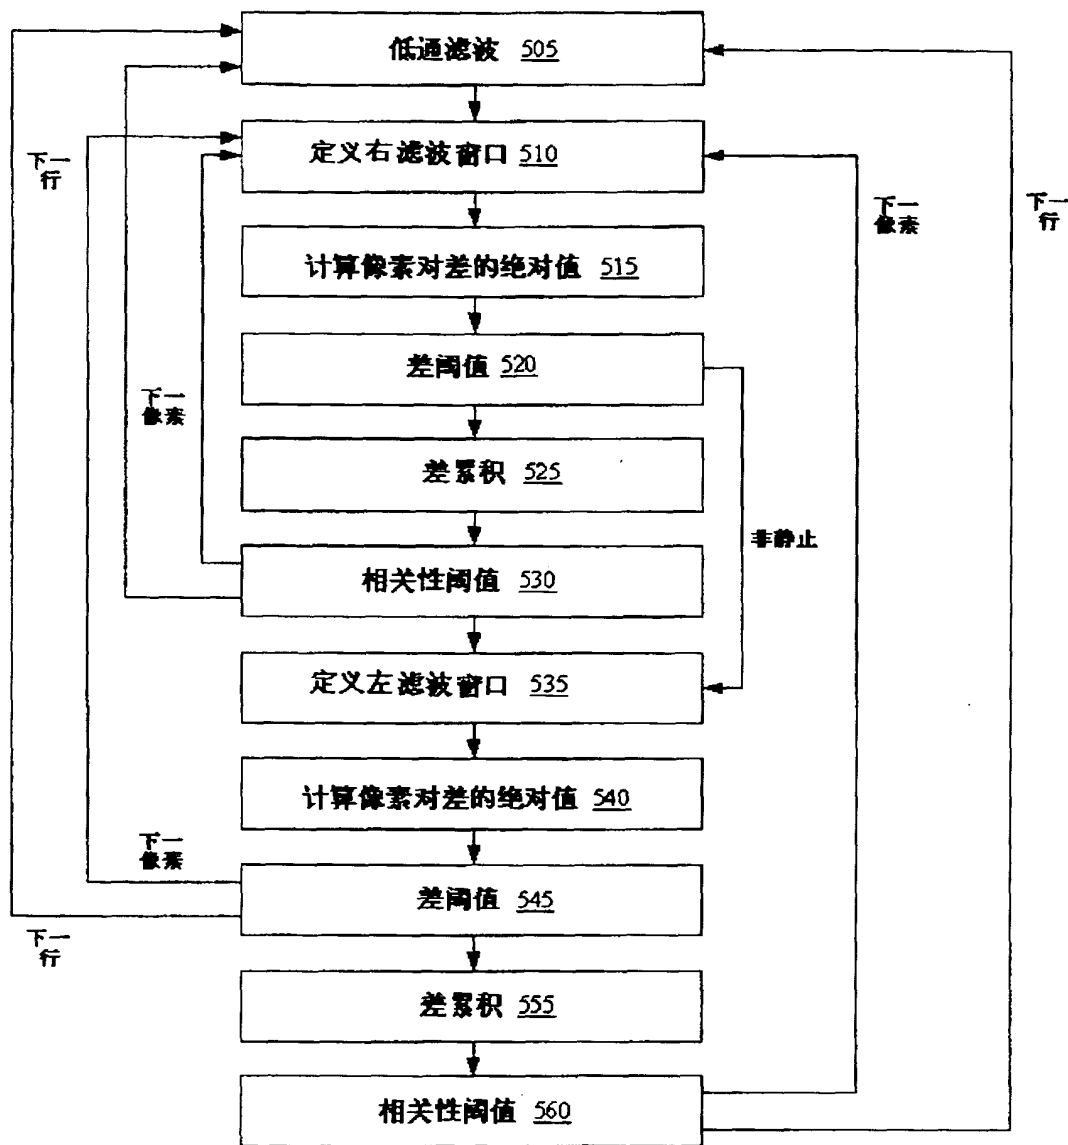 低通滤波 505
定义右滤波窗口 510
下一
行
下一
像素
下一
行
计算像素对差的绝对值 515
差阈值 520
下一
像素
差累积 525
非静止
相关性阈值 530
定义左滤波窗口 535
计算像素对差的绝对值 540
下一
像素
差阈值 545
下一
行
差累积 555
相关性阈值 560